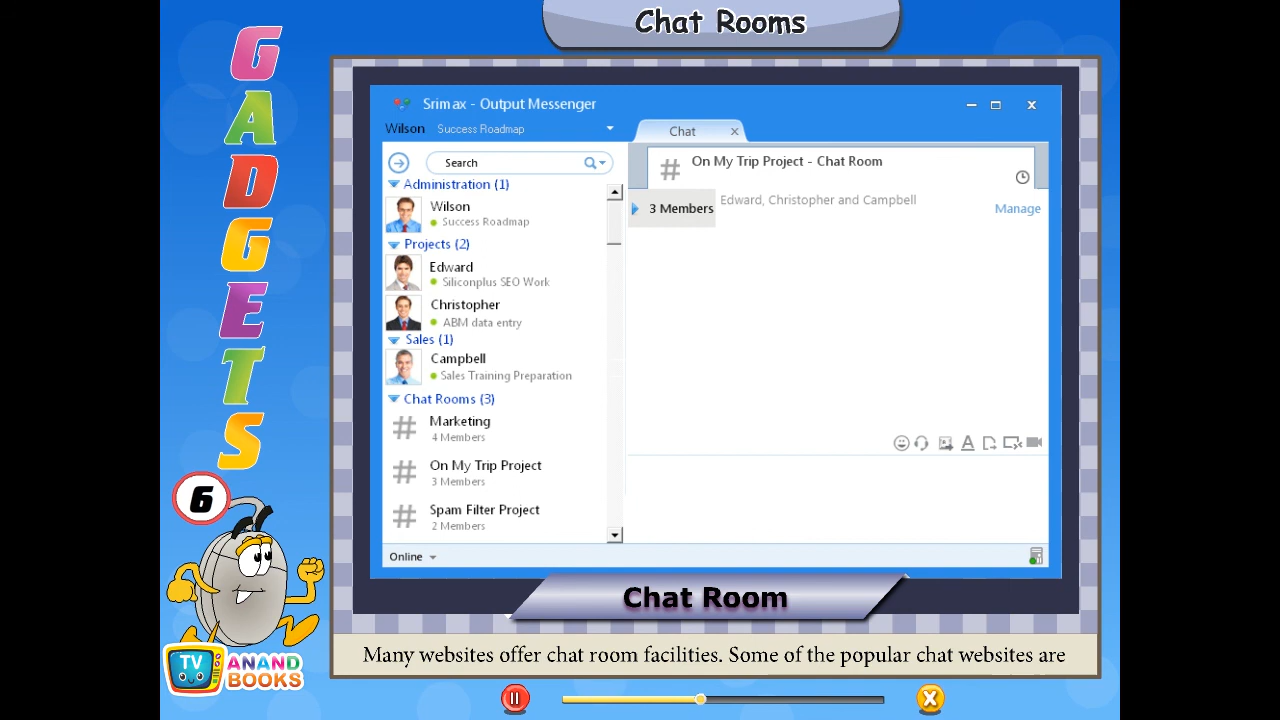 Chat Rooms
GADGETS
6
TV
ANAND
BOOKS
Srimax - Output Messenger
Wilson Success Roadmap
Chat
Search
Administration (1)
Wilson
Success Roadmap
Projects (2)
Edward
Siliconplus SEO Work
Christopher
ABM data entry
Sales (1)
Campbell
Sales Training Preparation
Chat Rooms (3)
# Marketing
4 Members
# On My Trip Project
3 Members
# Spam Filter Project
2 Members
Online
# On My Trip Project - Chat Room
3 Members
Edward, Christopher and Campbell
Manage
A
Chat Room
Many websites offer chat room facilities. Some of the popular chat websites are